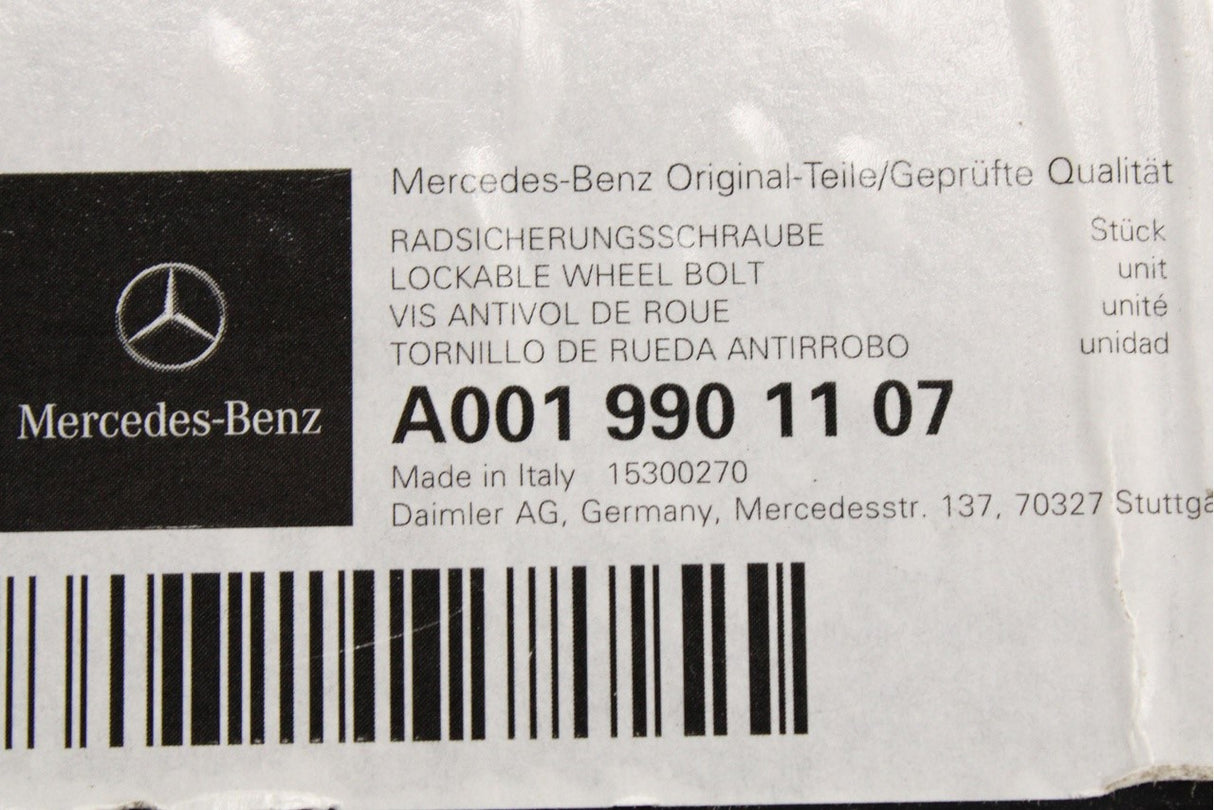 Mercedes-Benz Original-Teile/Geprüfte Qualität
RADSICHERUNGSSCHRAUBE Stück
LOCKABLE WHEEL BOLT unit
VIS ANTIVOL DE ROUE unité
TORNILLO DE RUEDA ANTIRROBO unidad
A001 990 11 07
Made in Italy 15300270
Daimler AG, Germany, Mercedesstr. 137, 70327
Mercedes-Benz